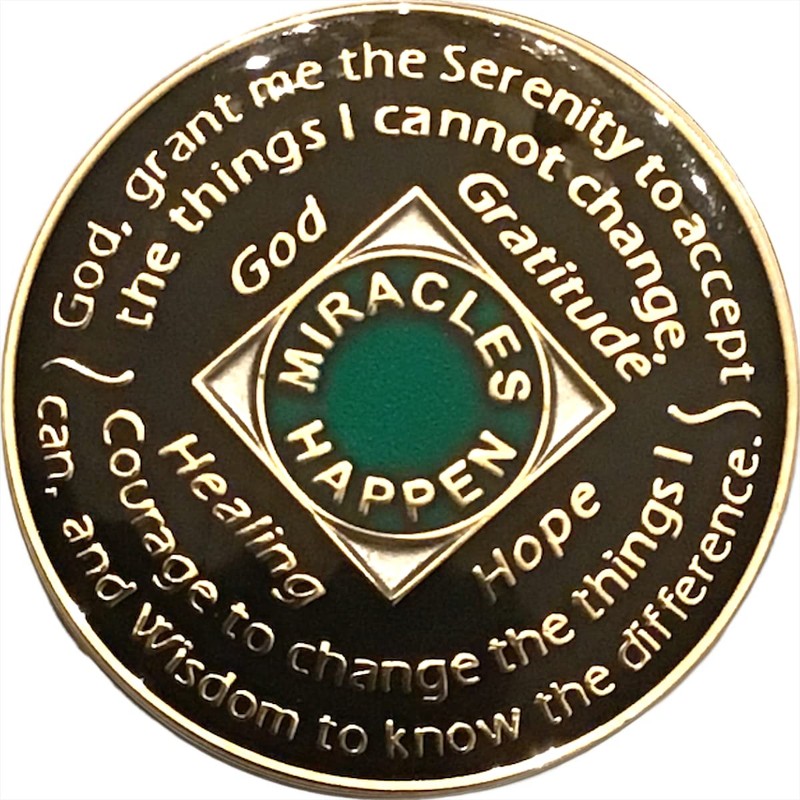 God, grant me the Serenity to accept
the things I cannot change,
Courage to change the things I
can, and Wisdom to know the difference.
God
Gratitude
Healing
Hope
MIRACLES
HAPPEN